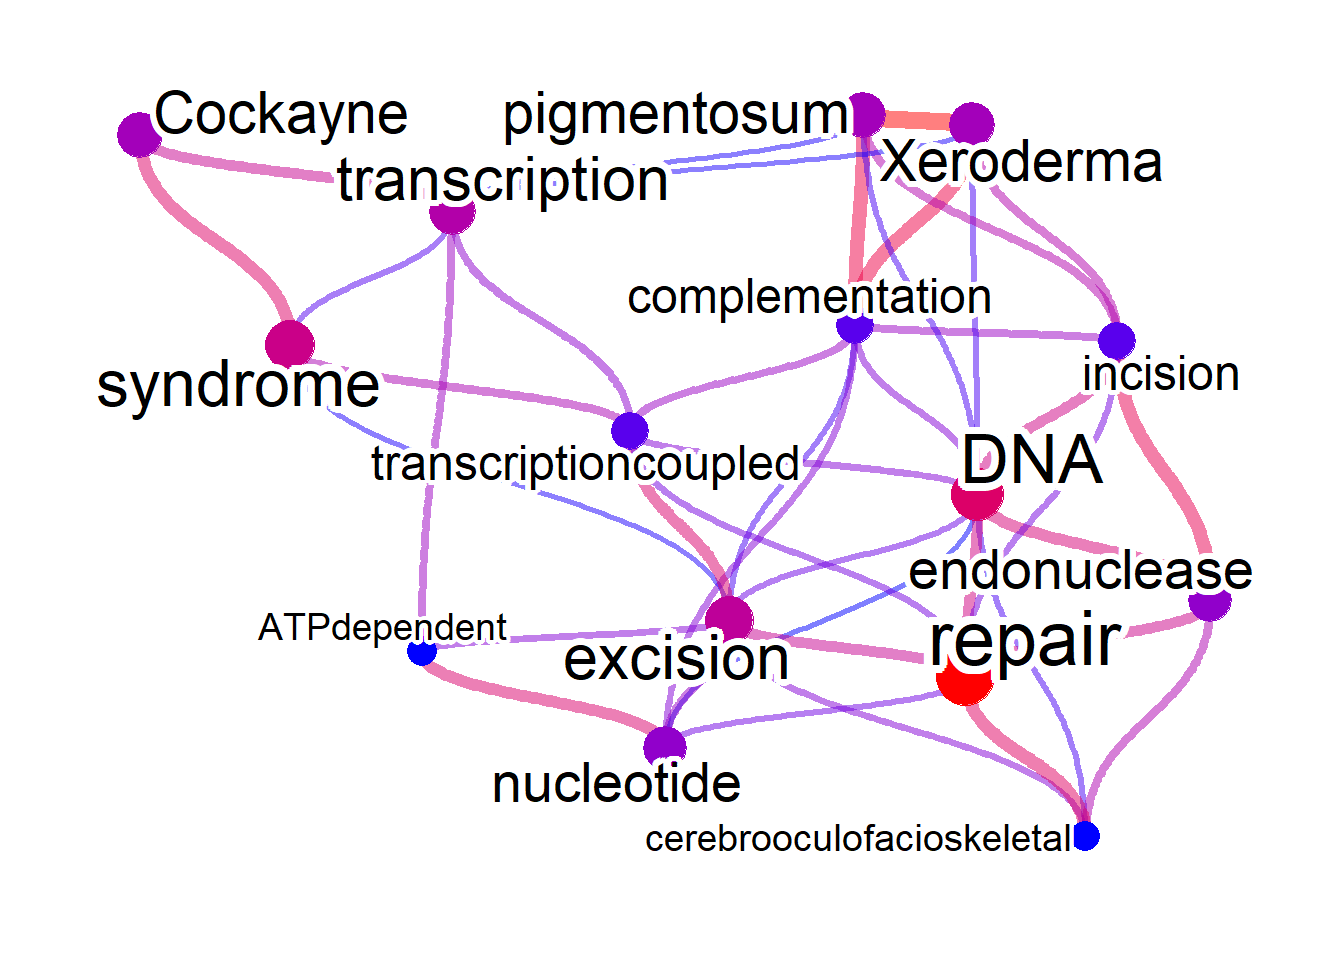 Cockayne
pigmentosum
Xeroderma
transcription
complementation
incision
syndrome
transcriptioncoupled
DNA
endonuclease
ATPdependent
excision
repair
nucleotide
cerebrooculofacioskeletal